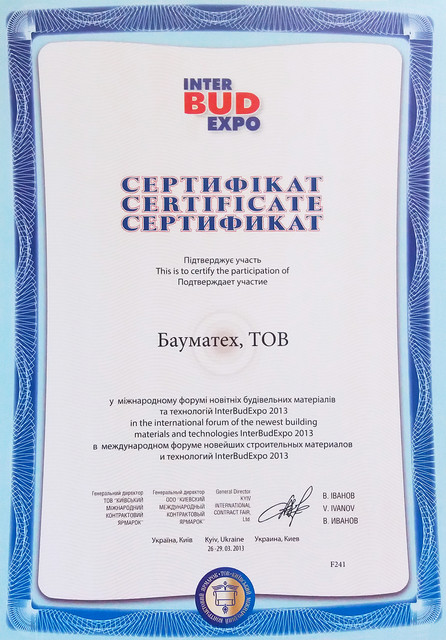 INTER
BUD
EXPO
СЕРТИФІКАТ
CERTIFICATE
СЕРТИФИКАТ
Підтверджує участь
This is to certify the participation of
Подтверждает участие
Бауматех, ТОВ
у міжнародному форумі новітніх будівельних матеріалів
та технологій InterBudExpo 2013
in the international forum of the newest building
materials and technologies InterBudExpo 2013
в международном форуме новейших строительных материалов
и технологий InterBudExpo 2013
Генеральний директор
ТОВ "КИЇВСЬКИЙ
МІЖНАРОДНИЙ
КОНТРАКТОВИЙ
ЯРМАРОК"
Генеральный директор
ООО "КИЕВСКИЙ
МЕЖДУНАРОДНЫЙ
КОНТРАКТОВЫЙ
ЯРМАРОК"
General Director
KYIV
INTERNATIONAL
CONTRACT FAIR,
Ltd
В. ІВАНОВ
V. IVANOV
В. ИВАНОВ
Україна, Київ
Kyiv, Ukraine
Украина, Киев
26 -29. 03. 2013
F241